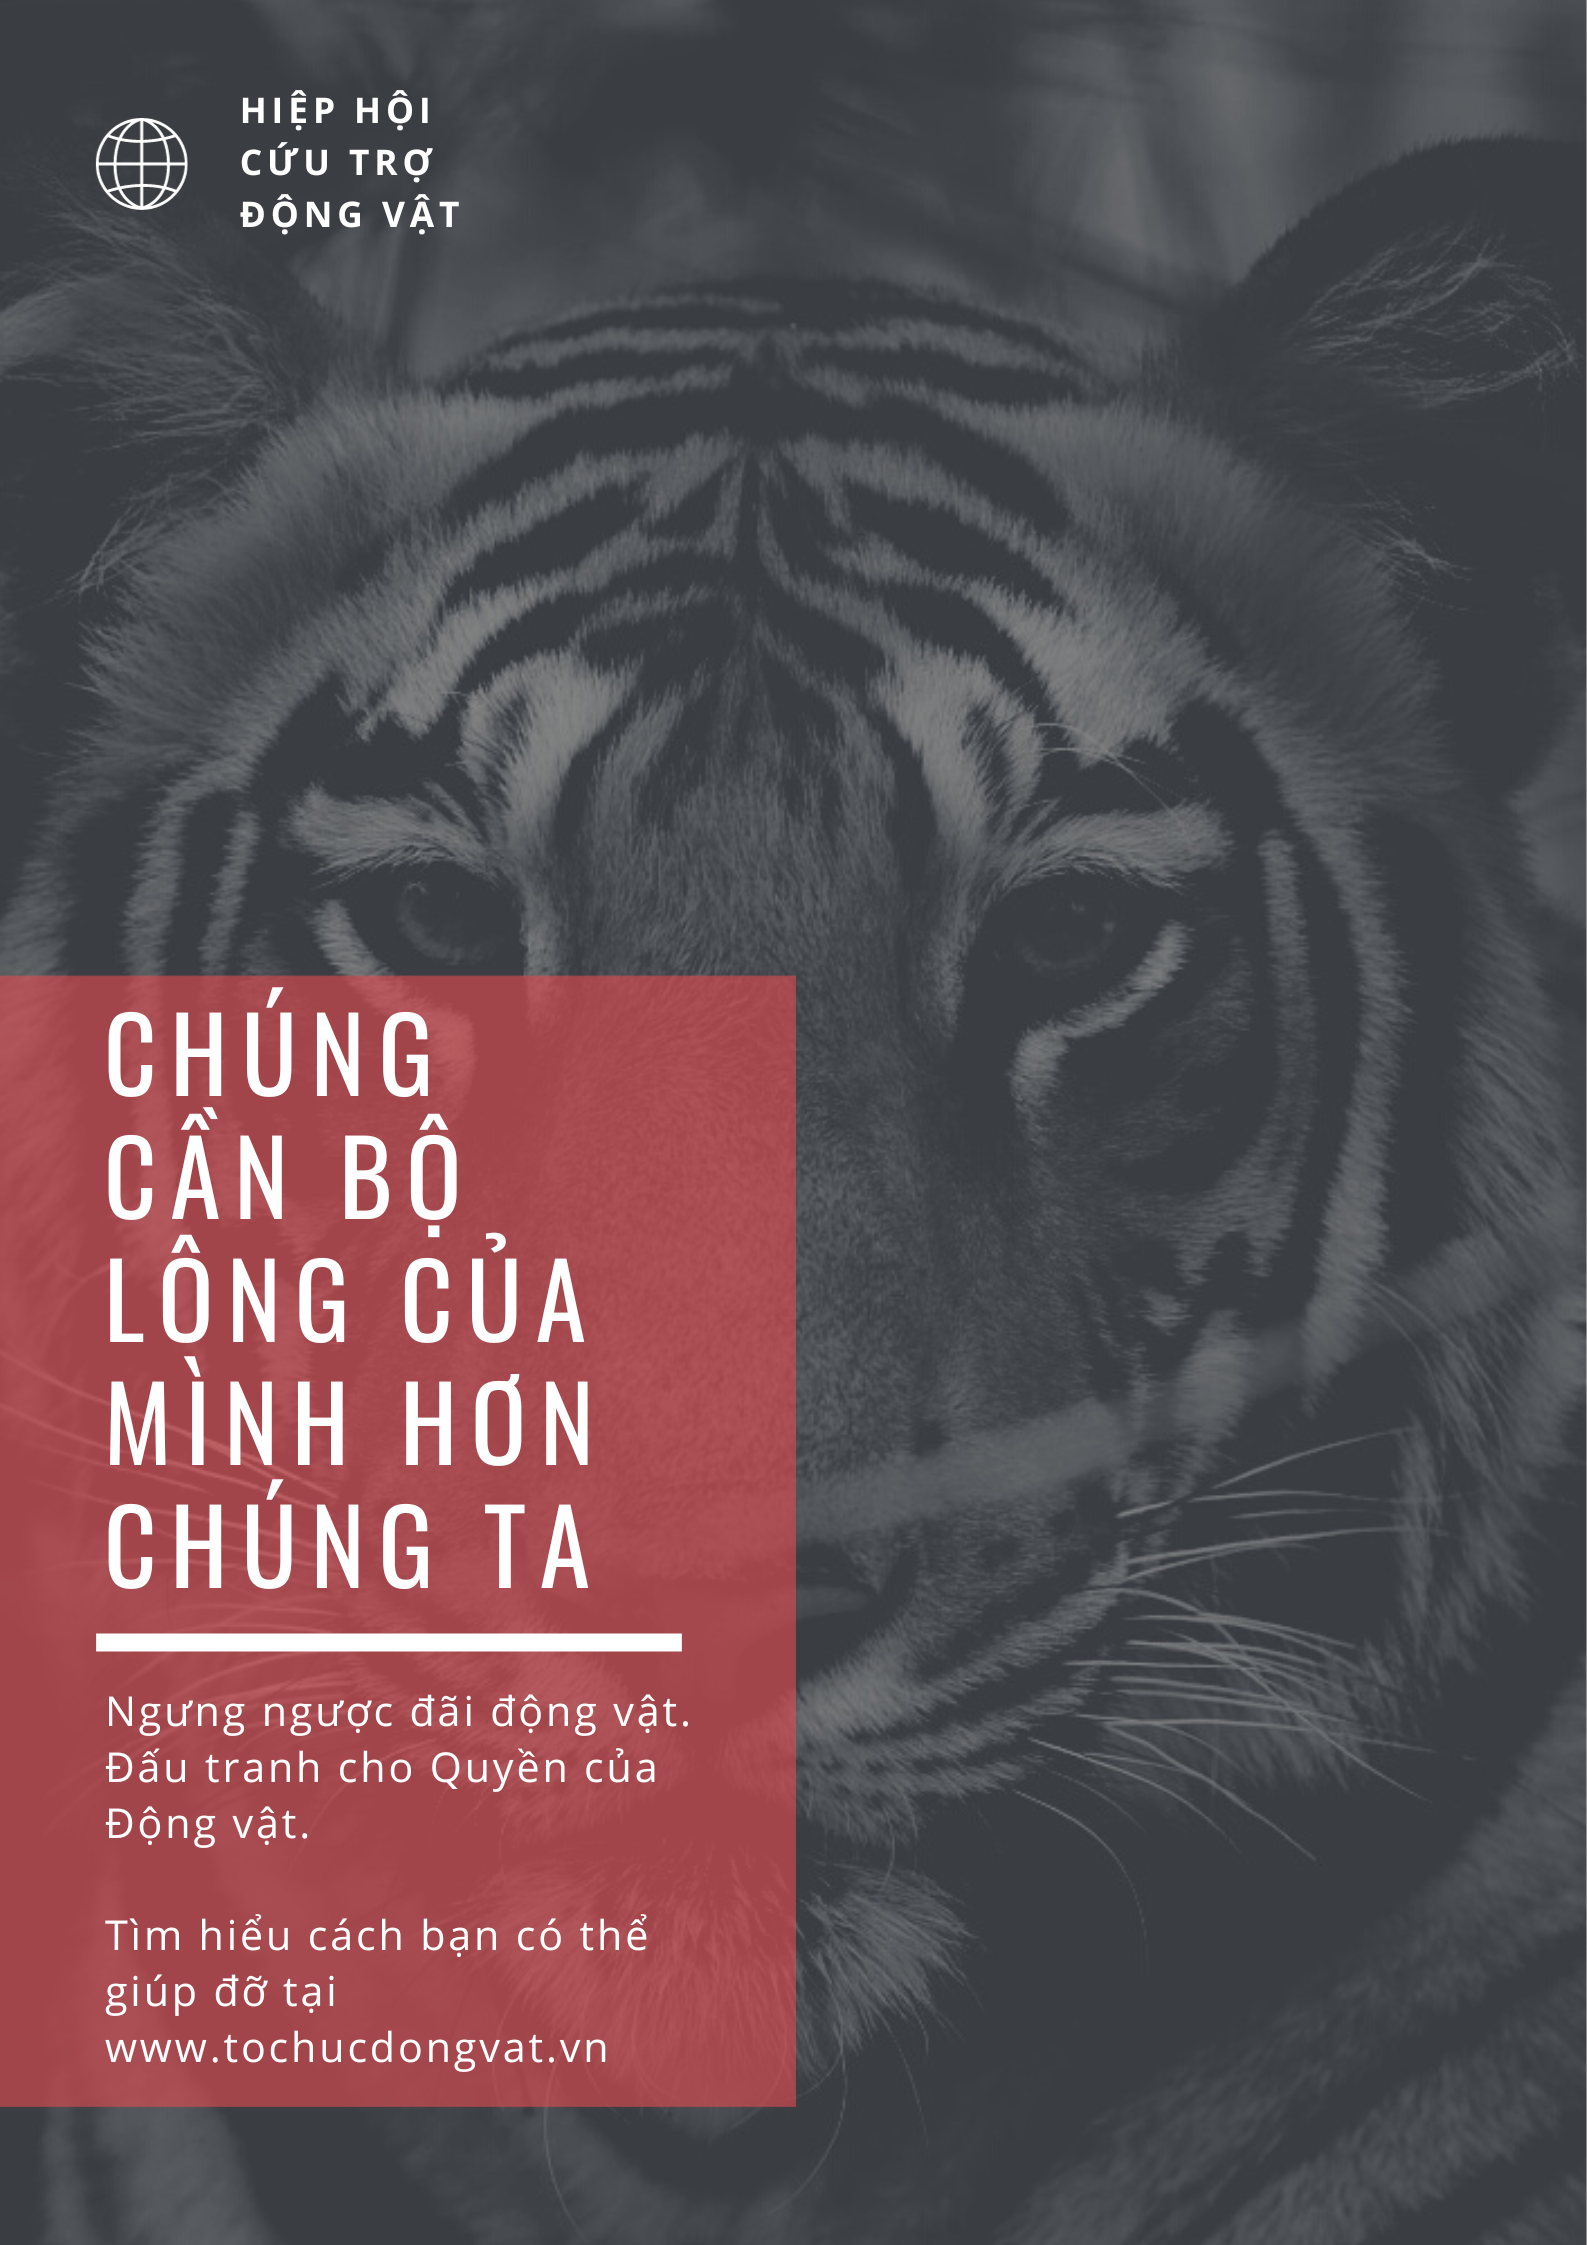 HIỆP HỘI
CỨU TRỢ
ĐỘNG VẬT
CHÚNG
CẦN BỘ
LÔNG CỦA
MÌNH HƠN
CHÚNG TA
Ngưng ngược đãi động vật.
Đấu tranh cho Quyền của
Động vật.
Tìm hiểu cách bạn có thể
giúp đỡ tại
www.tochucdongvat.vn